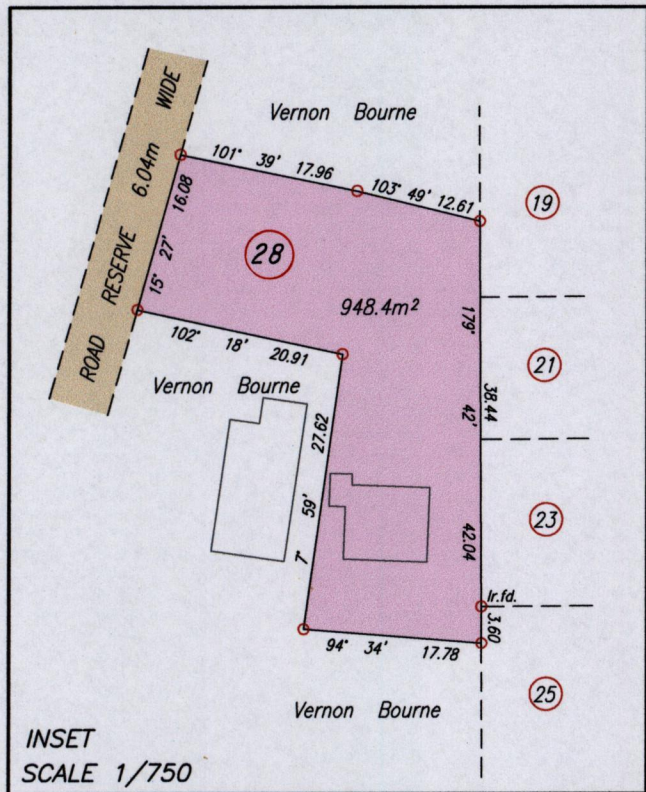 Vernon Bourne
ROAD RESERVE 6.04m WIDE
101° 39' 17.96
103° 49' 12.61
19
15° 27' 16.08
28
948.4m²
179° 42' 42.04
38.44
21
102° 18' 20.91
Vernon Bourne
7° 59' 27.62
23
Ir.fd.
3.60
94° 34' 17.78
25
Vernon Bourne
INSET
SCALE 1/750